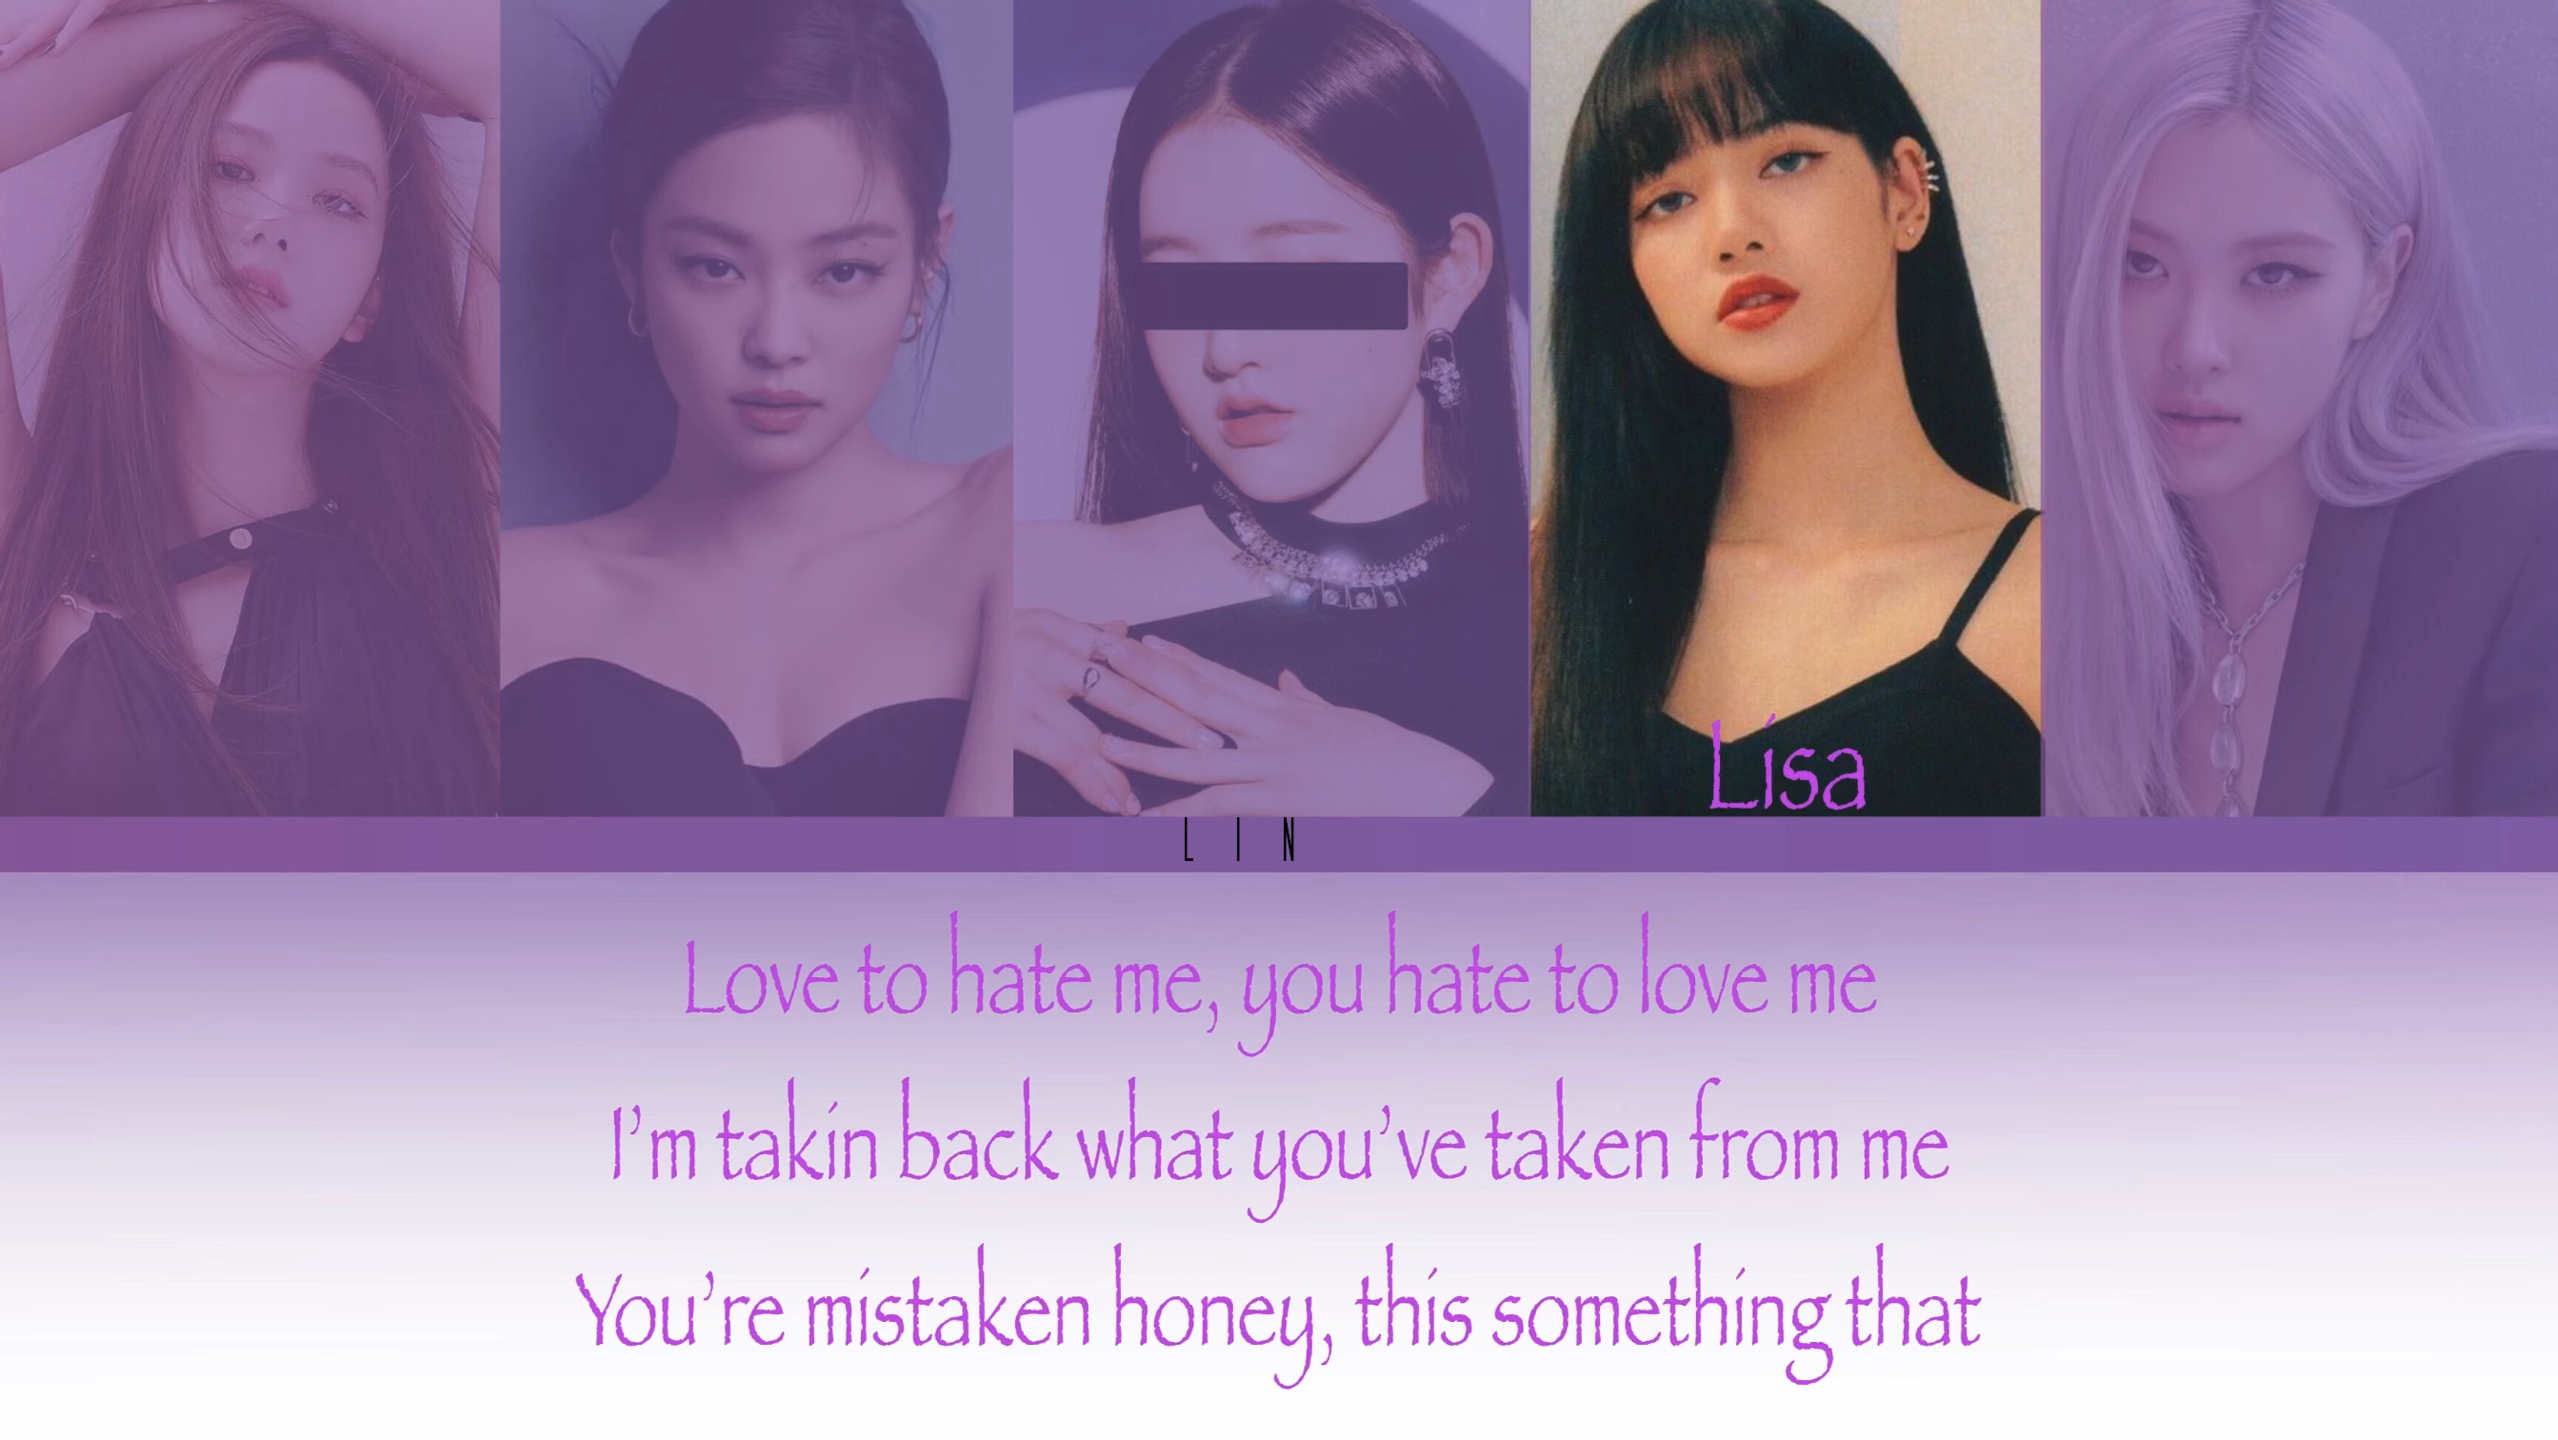 Lisa
L I N
Love to hate me, you hate to love me
I'm takin back what you've taken from me
You're mistaken honey, this something that